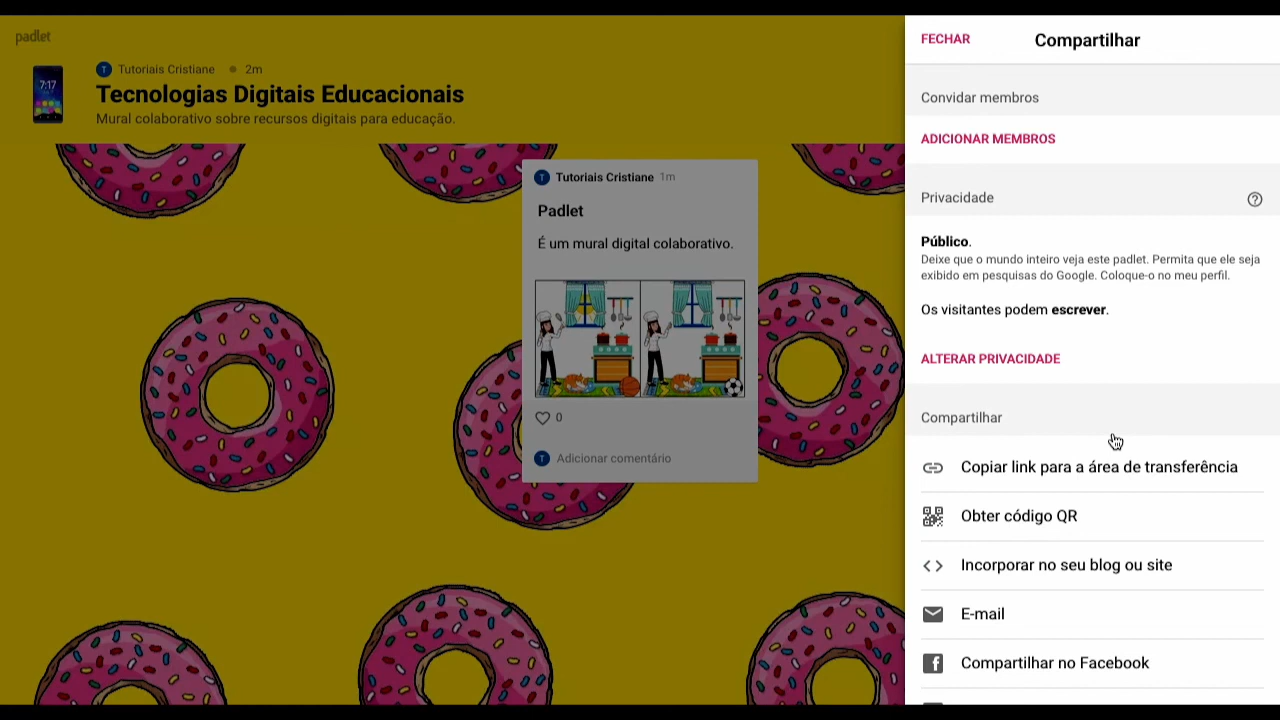 padlet
T Tutoriais Cristiane 2m
7:17
Tecnologias Digitais Educacionais
Mural colaborativo sobre recursos digitais para educação.
T Tutoriais Cristiane 1m
Padlet
É um mural digital colaborativo.
0
T Adicionar comentário
FECHAR Compartilhar
Convidar membros
ADICIONAR MEMBROS
Privacidade ?
Público.
Deixe que o mundo inteiro veja este padlet. Permita que ele seja
exibido em pesquisas do Google. Coloque-o no meu perfil.
Os visitantes podem escrever.
ALTERAR PRIVACIDADE
Compartilhar
Copiar link para a área de transferência
Obter código QR
Incorporar no seu blog ou site
E-mail
Compartilhar no Facebook